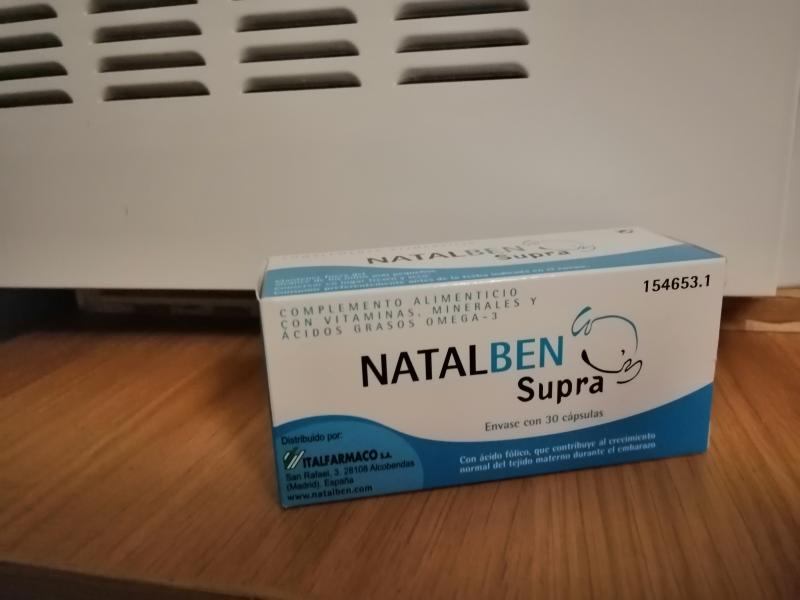 NATALBEN
Supra
COMPLEMENTO ALIMENTICIO
CON VITAMINAS, MINERALES Y
ÁCIDOS GRASOS OMEGA-3
154653.1
NATALBEN
Supra
Envase con 30 cápsulas
Distribuido por:
ITALFARMACO S.A.
San Rafael, 3. 28108 Alcobendas
(Madrid). España
www.natalben.com
Con ácido fólico, que contribuye al crecimiento
normal del tejido materno durante el embarazo